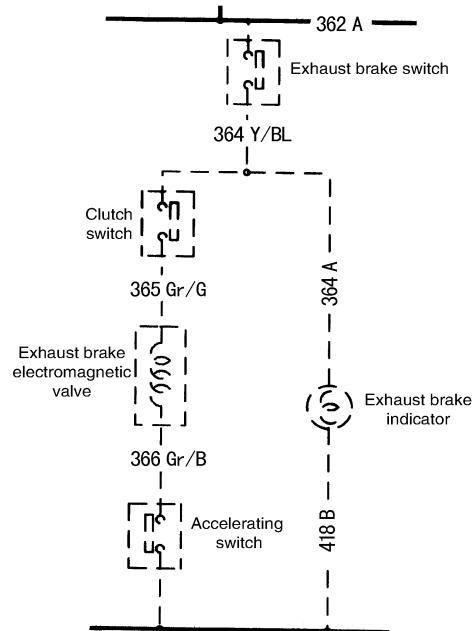 362 A
Exhaust brake switch
364 Y/BL
Clutch
switch
364 A
365 Gr/G
Exhaust brake
electromagnetic
valve
Exhaust brake
indicator
366 Gr/B
Accelerating
switch
418 B